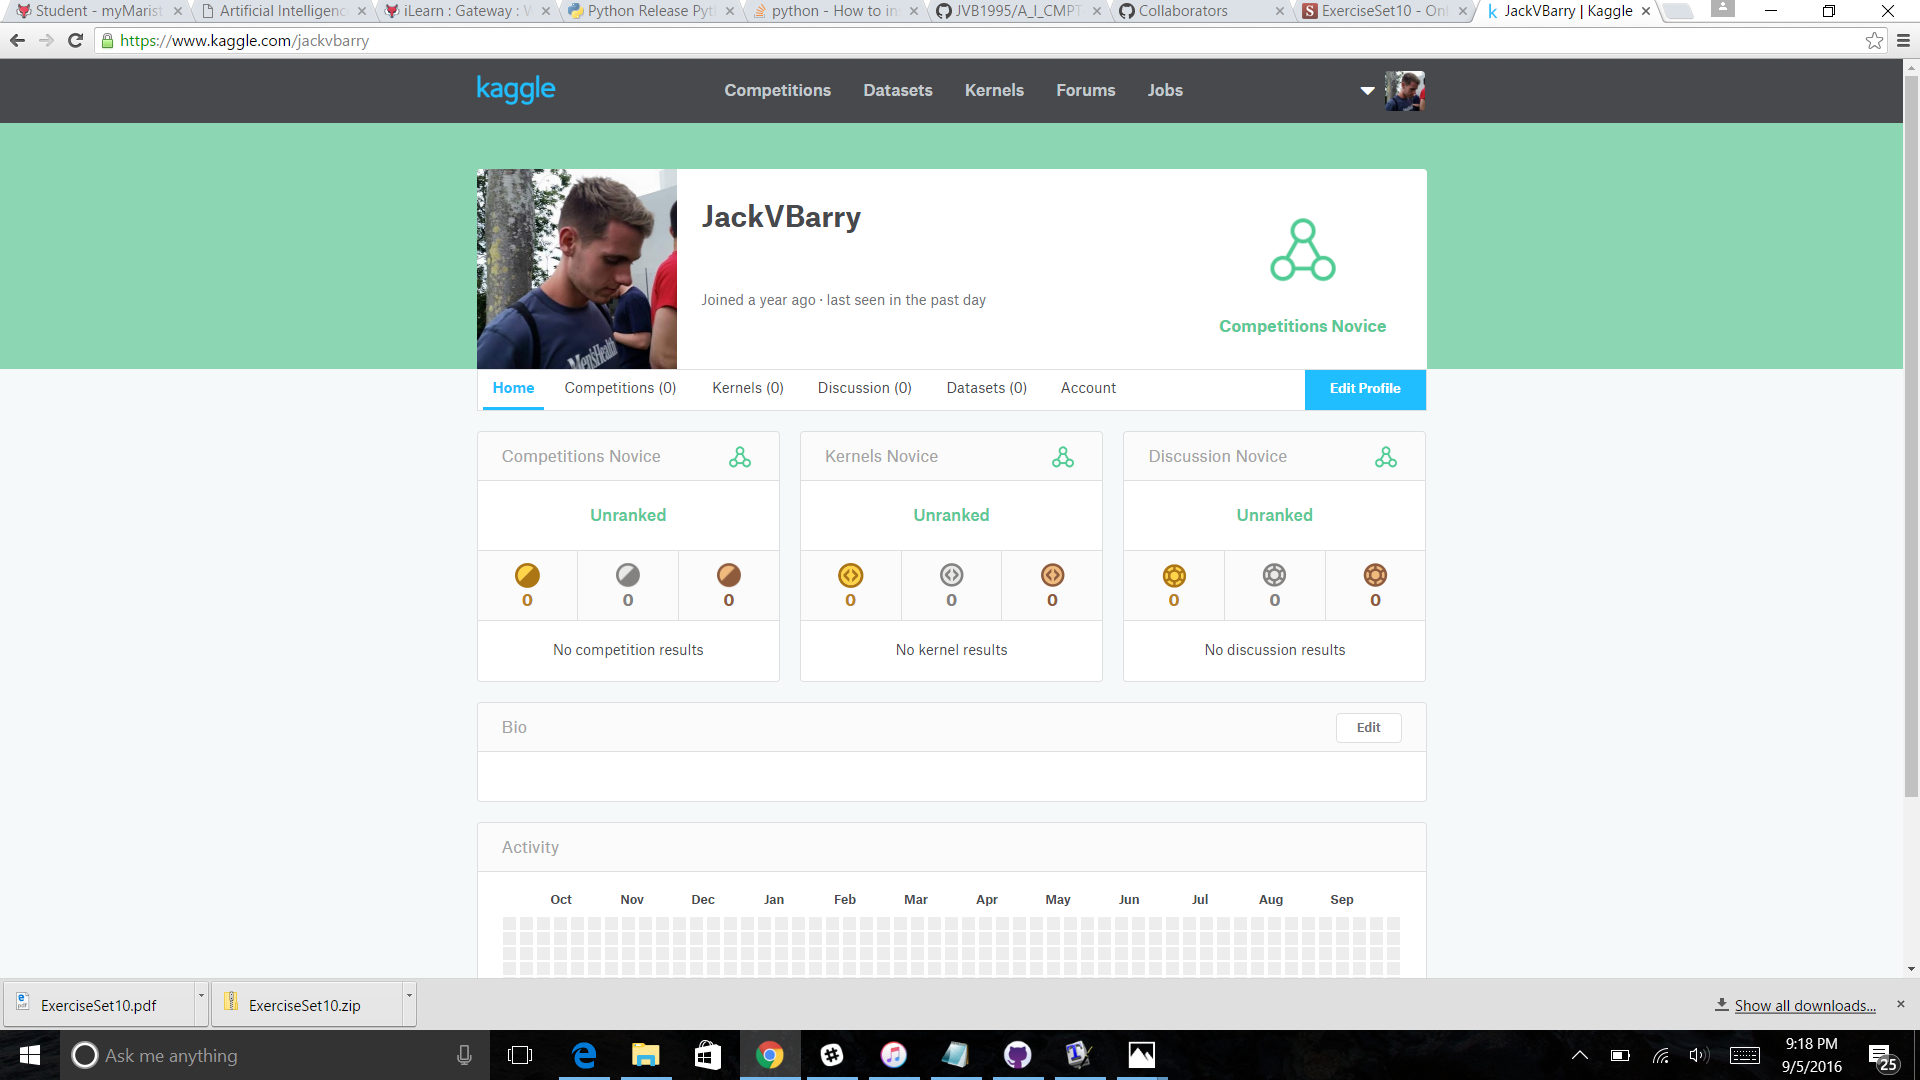 Student - myMarist
Artificial Intelligenc
iLearn : Gateway : W
Python Release Pyt
python - How to in
JVB1995/A_I_CMPT
Collaborators
ExerciseSet10 - Onl
JackVBarry | Kaggle
https://www.kaggle.com/jackvbarry
kaggle
Competitions
Datasets
Kernels
Forums
Jobs
JackVBarry
Joined a year ago · last seen in the past day
Competitions Novice
Men'sHealth
Home
Competitions (0)
Kernels (0)
Discussion (0)
Datasets (0)
Account
Edit Profile
Competitions Novice
Unranked
0 0 0
No competition results
Kernels Novice
Unranked
0 0 0
No kernel results
Discussion Novice
Unranked
0 0 0
No discussion results
Bio
Edit
Activity
Oct Nov Dec Jan Feb Mar Apr May Jun Jul Aug Sep
ExerciseSet10.pdf
ExerciseSet10.zip
Show all downloads...
Ask me anything
9:18 PM
9/5/2016
25